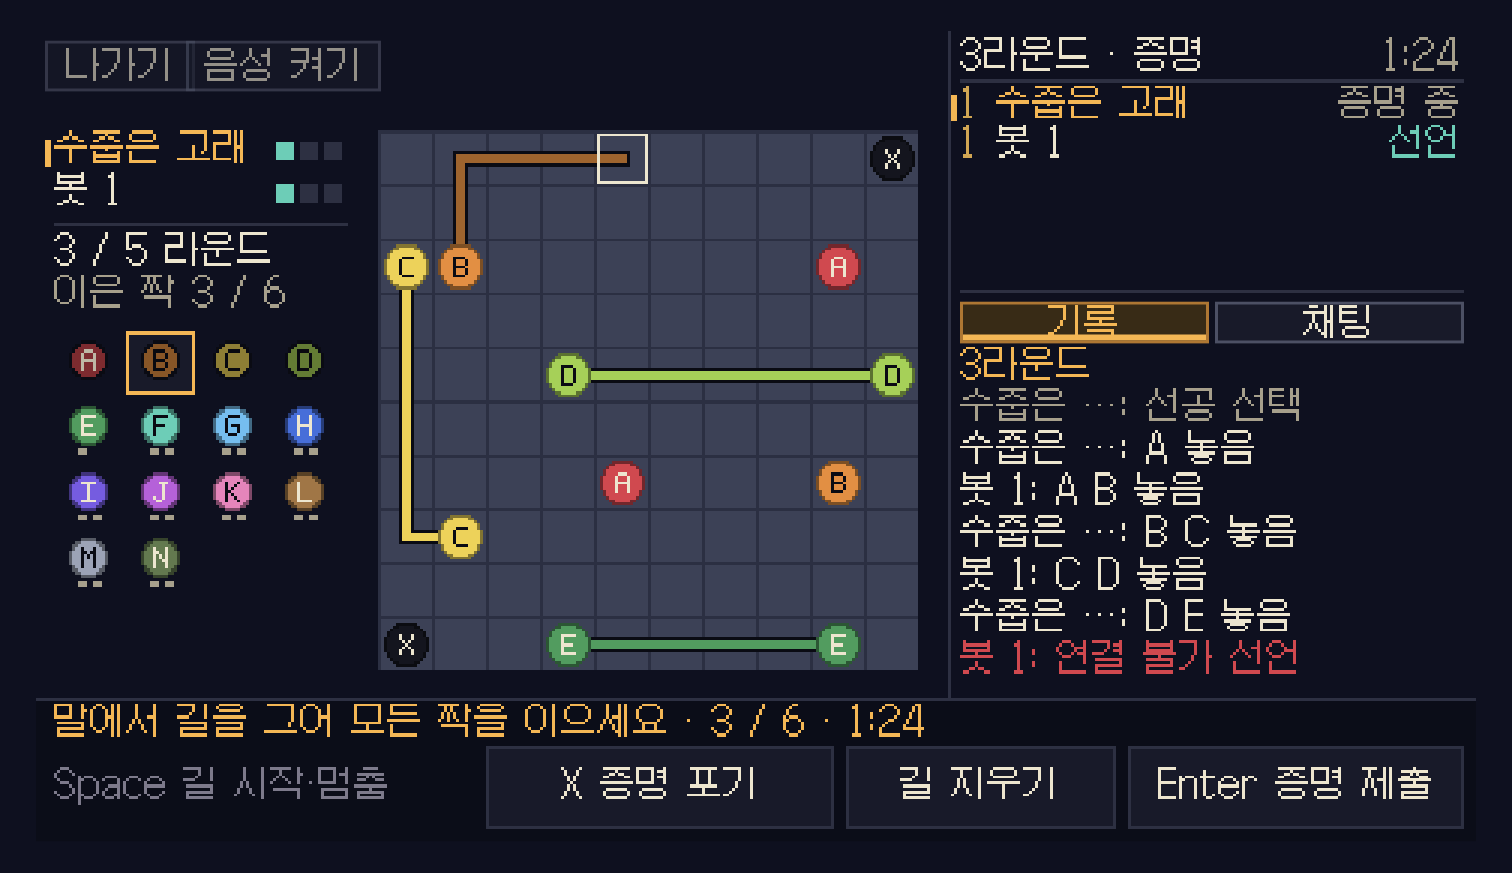 나가기 음성 켜기
수줍은 고래
봇 1
3 / 5 라운드
이은 짝 3 / 6
A B C D
E F G H
I J K L
M N
X
C B A
D D
A B
C
X E E
3라운드 · 증명 1:24
1 수줍은 고래 증명 중
1 봇 1 선언
기록 채팅
3라운드
수줍은 …: 선공 선택
수줍은 …: A 놓음
봇 1: A B 놓음
수줍은 …: B C 놓음
봇 1: C D 놓음
수줍은 …: D E 놓음
봇 1: 연결 불가 선언
말에서 길을 그어 모든 짝을 이으세요 · 3 / 6 · 1:24
Space 길 시작·멈춤 X 증명 포기 길 지우기 Enter 증명 제출